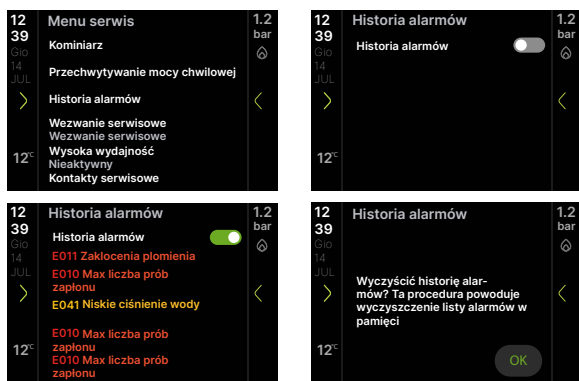 12
39
Gio
14
JUL
12°C
Menu serwis
Kominiarz
Przechwytywanie mocy chwilowej
Historia alarmów
Wezwanie serwisowe
Wezwanie serwisowe
Wysoka wydajność
Nieaktywny
Kontakty serwisowe
1.2
bar
12
39
Gio
14
JUL
12°C
Historia alarmów
Historia alarmów
1.2
bar
12
39
Gio
14
JUL
12°C
Historia alarmów
Historia alarmów
E011 Zaklocenia plomienia
E010 Max liczba prób
zapłonu
E041 Niskie ciśnienie wody
E010 Max liczba prób
zapłonu
E010 Max liczba prób
zapłonu
1.2
bar
12
39
Gio
14
JUL
12°C
Historia alarmów
Wyczyścić historię alar-
mów? Ta procedura powoduje
wyczyszczenie listy alarmów w
pamięci
OK
1.2
bar